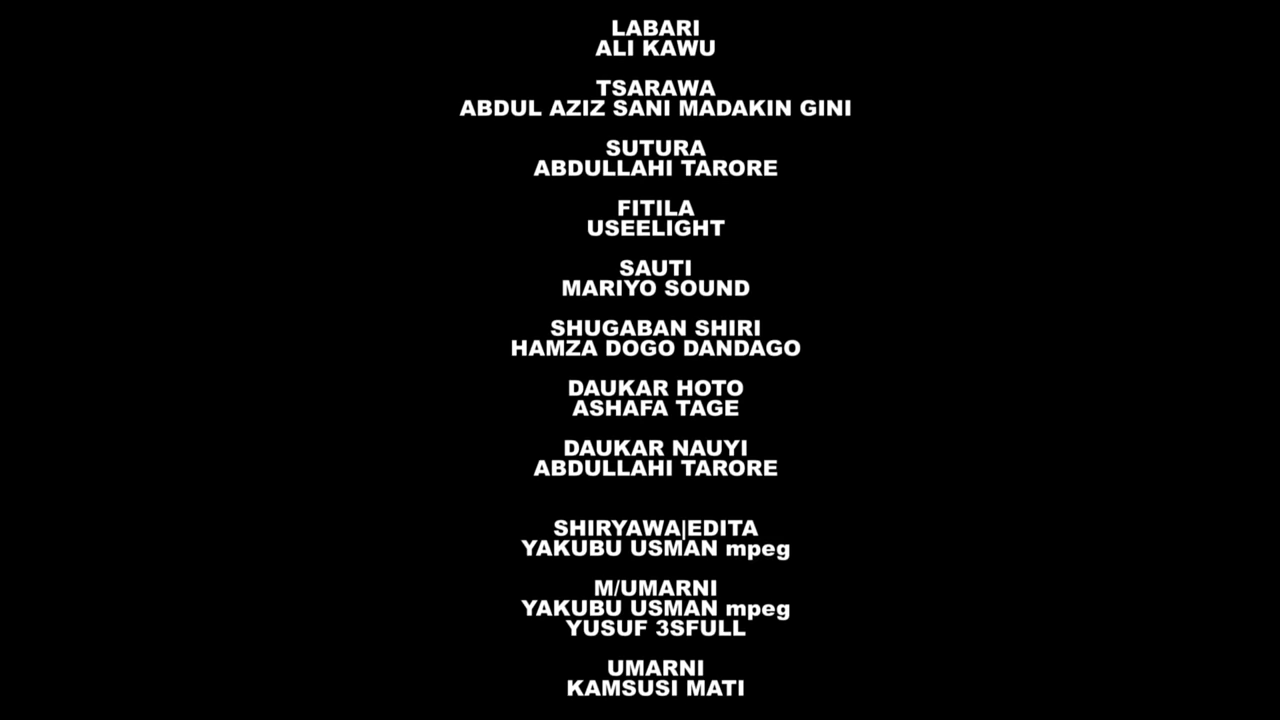 LABARI
ALI KAWU
TSARAWA
ABDUL AZIZ SANI MADAKIN GINI
SUTURA
ABDULLAHI TARORE
FITILA
USEELIGHT
SAUTI
MARIYO SOUND
SHUGABAN SHIRI
HAMZA DOGO DANDAGO
DAUKAR HOTO
ASHAFA TAGE
DAUKAR NAUYI
ABDULLAHI TARORE
SHIRYAWA|EDITA
YAKUBU USMAN mpeg
M/UMARNI
YAKUBU USMAN mpeg
YUSUF 3SFULL
UMARNI
KAMSUSI MATI